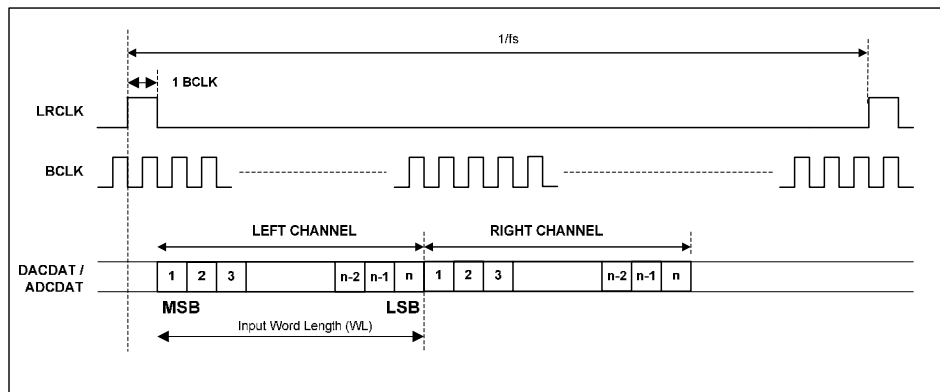 1/fs
1 BCLK
LRCLK
BCLK
LEFT CHANNEL
RIGHT CHANNEL
DACDAT /
ADCDAT
1 2 3 n-2 n-1 n 1 2 3 n-2 n-1 n
MSB
LSB
Input Word Length (WL)